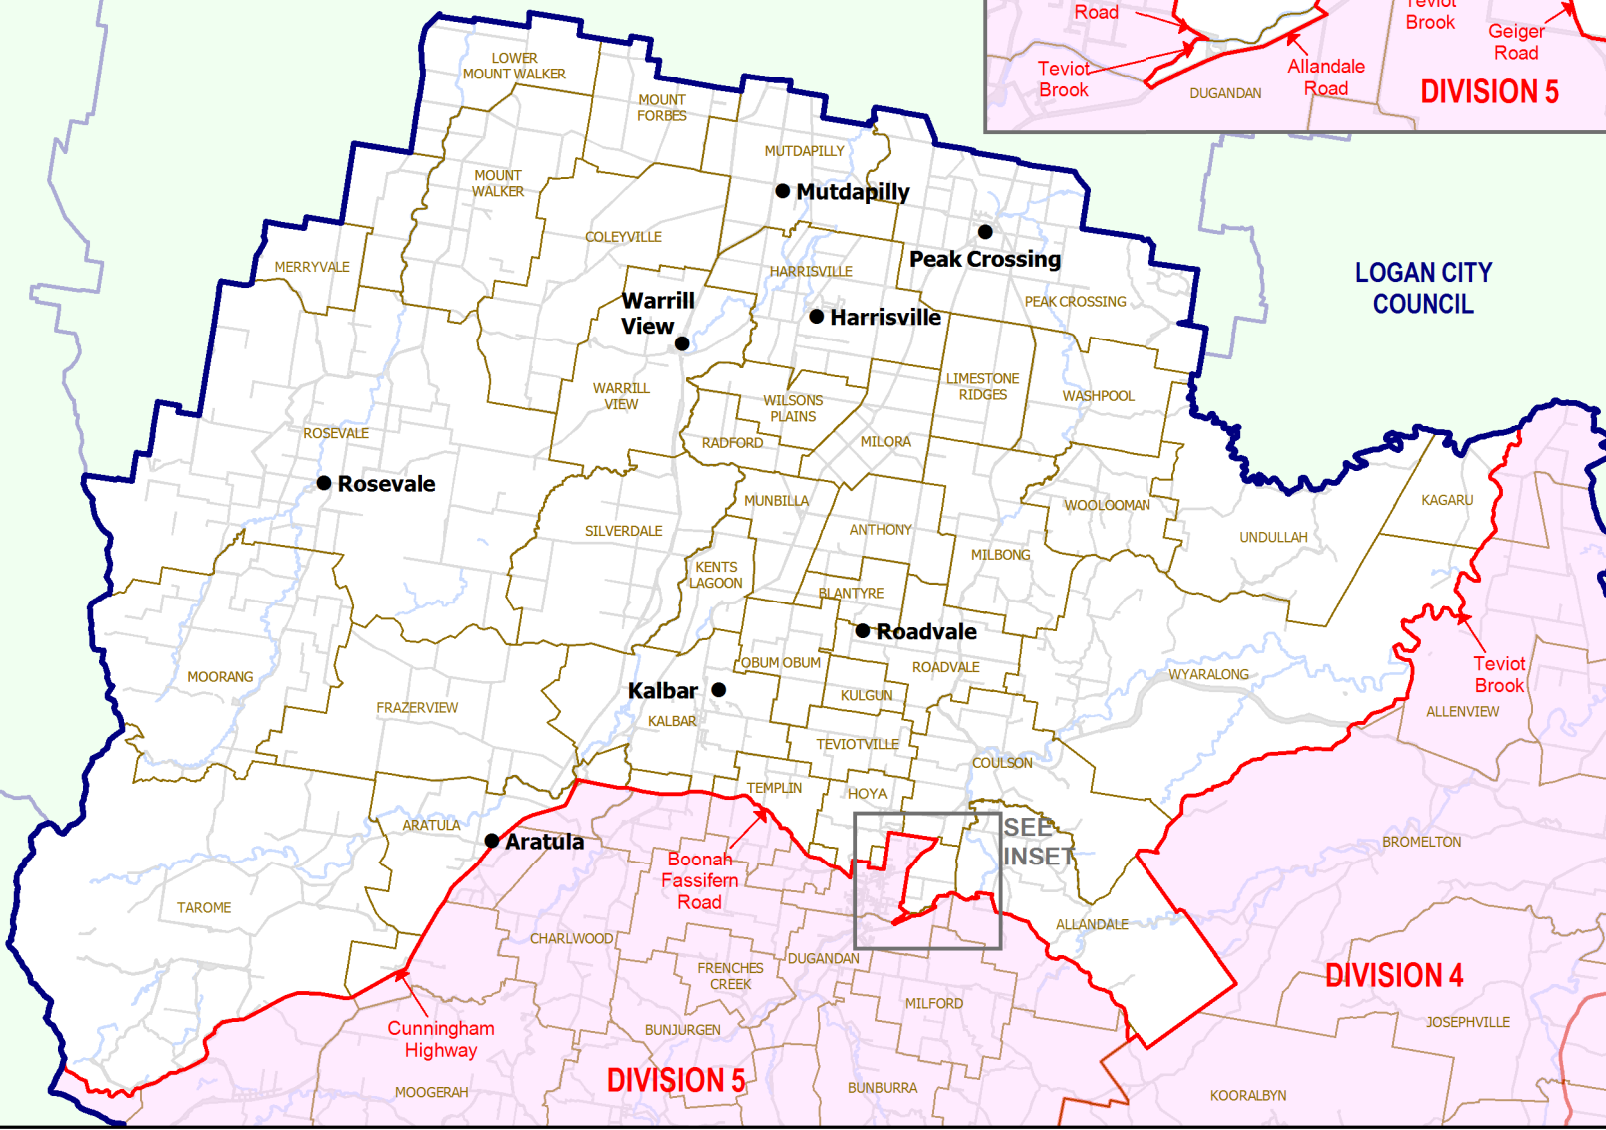 Road
Teviot
Brook
Teviot
Brook
Allandale
Road
Geiger
Road
DUGANDAN
DIVISION 5
LOWER
MOUNT WALKER
MOUNT
FORBES
MUTDAPILLY
MOUNT
WALKER
Mutdapilly
COLEYVILLE
Peak Crossing
MERRYVALE
HARRISVILLE
LOGAN CITY
COUNCIL
Warrill
View
Harrisville
PEAK CROSSING
WARRILL
VIEW
LIMESTONE
RIDGES
WASHPOOL
WILSONS
PLAINS
ROSEVALE
RADFORD
MILORA
Rosevale
MUNBILLA
WOOLOOMAN
KAGARU
SILVERDALE
ANTHONY
UNDULLAH
MILBONG
KENTS
LAGOON
BLANTYRE
Roadvale
OBUM OBUM
ROADVALE
WYARALONG
Teviot
Brook
MOORANG
Kalbar
KULGUN
FRAZERVIEW
KALBAR
ALLENVIEW
TEVIOTVILLE
COULSON
TEMPLIN
HOYA
ARATULA
Aratula
SEE
INSET
BROMELTON
Boonah
Fassifern
Road
TAROME
CHARLWOOD
ALLANDALE
DUGANDAN
FRENCHES
CREEK
DIVISION 4
MILFORD
Cunningham
Highway
BUNJURGEN
JOSEPHVILLE
DIVISION 5
MOOGERAH
BUNBURRA
KOORALBYN